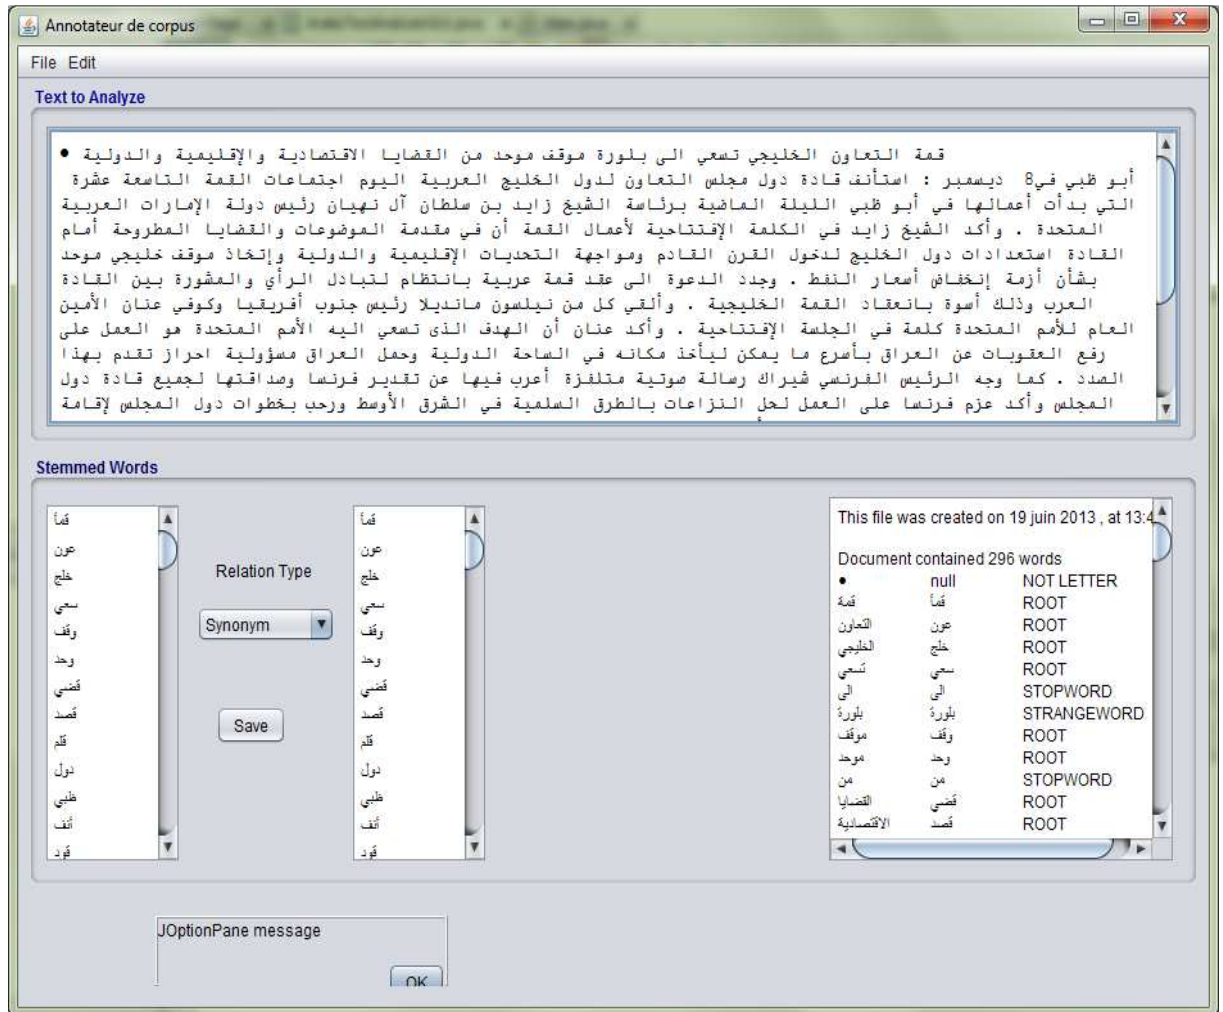 Annotateur de corpus
File Edit
Text to Analyze
● قمة التعاون الخليجي تسعي الى بلورة موقف موحد من القضايا الاقتصادية والإقليمية والدولية
أبو ظبي في8 ديسمبر : استأنف قادة دول مجلس التعاون لدول الخليج العربية اليوم اجتماعات القمة التاسعة عشرة
التي بدأت أعمالها في أبو ظبي الليلة الماضية برئاسة الشيخ زايد بن سلطان آل نهيان رئيس دولة الإمارات العربية
المتحدة . وأكد الشيخ زايد في الكلمة الإفتتاحية لأعمال القمة أن في مقدمة الموضوعات والقضايا المطروحة أمام
القادة استعدادات دول الخليج لدخول القرن القادم ومواجهة التحديات الإقليمية والدولية وإتخاذ موقف خليجي موحد
بشأن أزمة إنخفاض أسعار النفط . وجدد الدعوة الى عقد قمة عربية بانتظام لتبادل الرأي والمشورة بين القادة
العرب وذلك أسوة بانعقاد القمة الخليجية . وألقي كل من نيلسون مانديلا رئيس جنوب أفريقيا وكوفي عنان الأمين
العام للأمم المتحدة كلمة في الجلسة الإفتتاحية . وأكد عنان أن الهدف الذى تسعي اليه الأمم المتحدة هو العمل على
رفع العقوبات عن العراق بأسرع ما يمكن ليأخذ مكانه في الساحة الدولية وحمل العراق مسؤولية احراز تقدم بهذا
الصدد . كما وجه الرئيس الفرنسي شيراك رسالة صوتية متلفزة أعرب فيها عن تقدير فرنسا وصداقتها لجميع قادة دول
المجلس وأكد عزم فرنسا على العمل لحل النزاعات بالطرق السلمية في الشرق الأوسط ورحب بخطوات دول المجلس لإقامة
Stemmed Words
قمأ
عون
خلج
سعي
وقف
وحد
قضي
قصد
قلم
دول
ظبي
أنف
قود
Relation Type
Synonym
Save
قمأ
عون
خلج
سعي
وقف
وحد
قضي
قصد
قلم
دول
ظبي
أنف
قود
This file was created on 19 juin 2013 , at 13:4
Document contained 296 words
● null NOT LETTER
قمة قمأ ROOT
التعاون عون ROOT
الخليجي خلج ROOT
تسعي سعي ROOT
الى الى STOPWORD
بلورة بلورة STRANGEWORD
موقف وقف ROOT
موحد وحد ROOT
من من STOPWORD
القضايا قضي ROOT
الاقتصادية قصد ROOT
JOptionPane message
OK